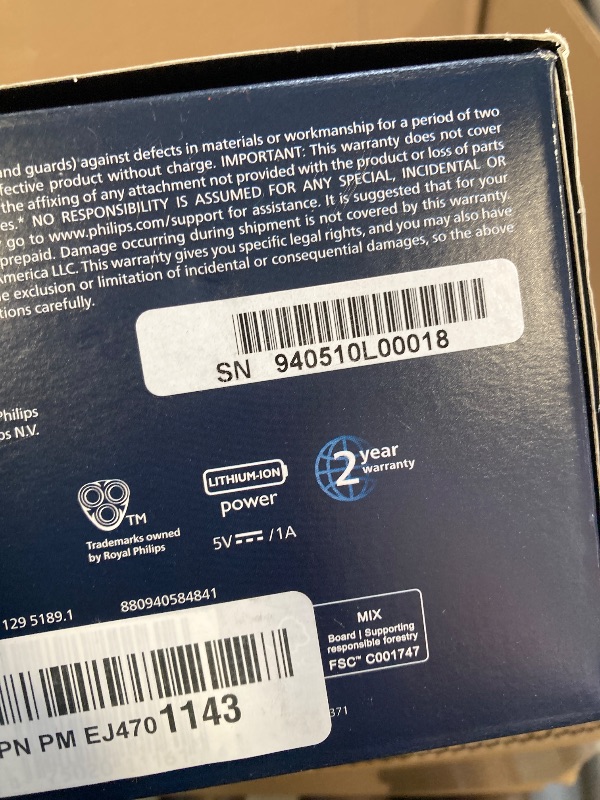 nd guards) against defects in materials or workmanship for a period of two
fective product without charge. IMPORTANT: This warranty does not cover
the affixing of any attachment not provided with the product or loss of parts
es.* NO RESPONSIBILITY IS ASSUMED FOR ANY SPECIAL, INCIDENTAL OR
go to www.philips.com/support for assistance. It is suggested that for your
prepaid. Damage occurring during shipment is not covered by this warranty.
merica LLC. This warranty gives you specific legal rights, and you may also have
e exclusion or limitation of incidental or consequential damages, so the above
tions carefully.
SN 940510L00018
Philips
ps N.V.
2 year
warranty
LITHIUM-ION
power
TM
Trademarks owned
by Royal Philips
5V⎓/1A
129 5189.1
880940584841
MIX
Board | Supporting
responsible forestry
FSC™ C001747
371
PN PM EJ470 1143